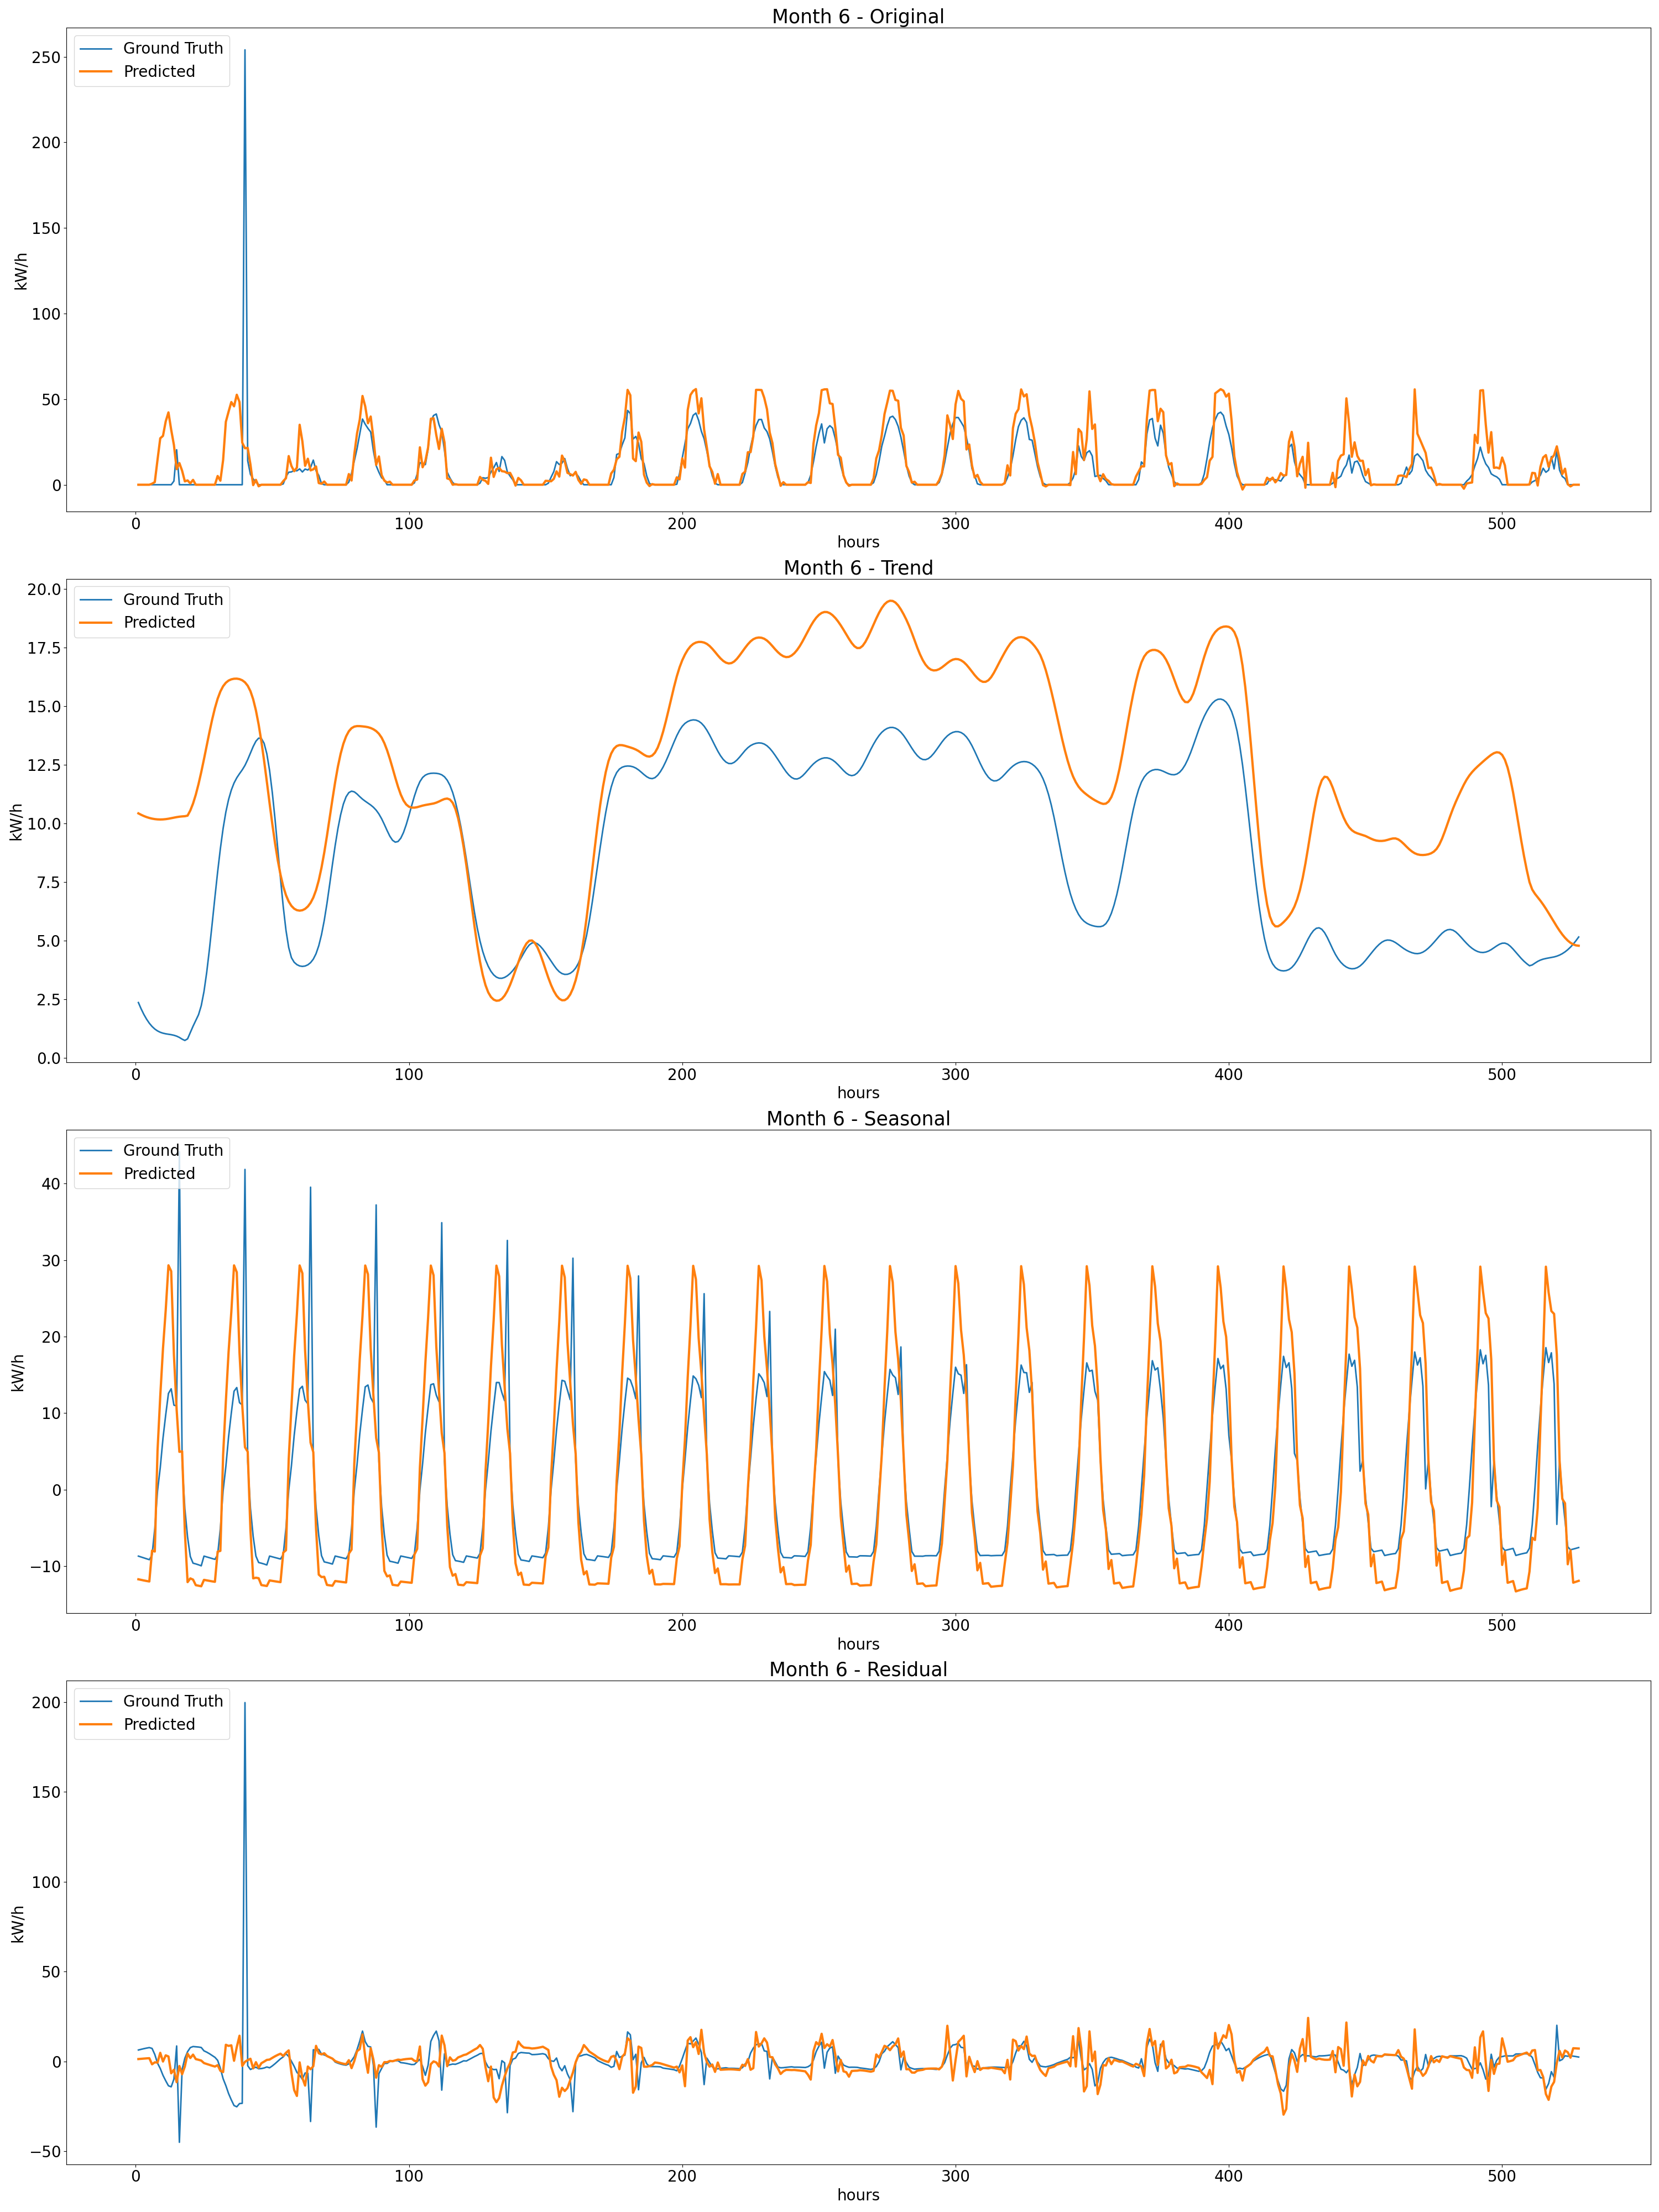 Month 6 - Original
Ground Truth
Predicted
250
200
150
100
50
0
kW/h
0 100 200 300 400 500
hours
Month 6 - Trend
Ground Truth
Predicted
20.0
17.5
15.0
12.5
10.0
7.5
5.0
2.5
0.0
kW/h
0 100 200 300 400 500
hours
Month 6 - Seasonal
Ground Truth
Predicted
40
30
20
10
0
−10
kW/h
0 100 200 300 400 500
hours
Month 6 - Residual
Ground Truth
Predicted
200
150
100
50
0
−50
kW/h
0 100 200 300 400 500
hours